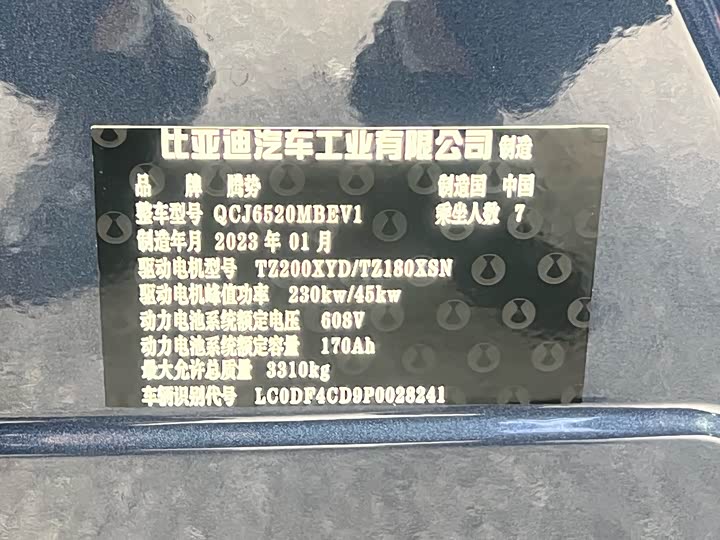 比亚迪汽车工业有限公司 制造
品 牌 腾势 制造国 中国
整车型号 QCJ6520MBEV1 乘坐人数 7
制造年月 2023 年 01 月
驱动电机型号 TZ200XYD/TZ180XSN
驱动电机峰值功率 230kw/45kw
动力电池系统额定电压 608V
动力电池系统额定容量 170Ah
最大允许总质量 3310kg
车辆识别代号 LC0DF4CD9P0028241